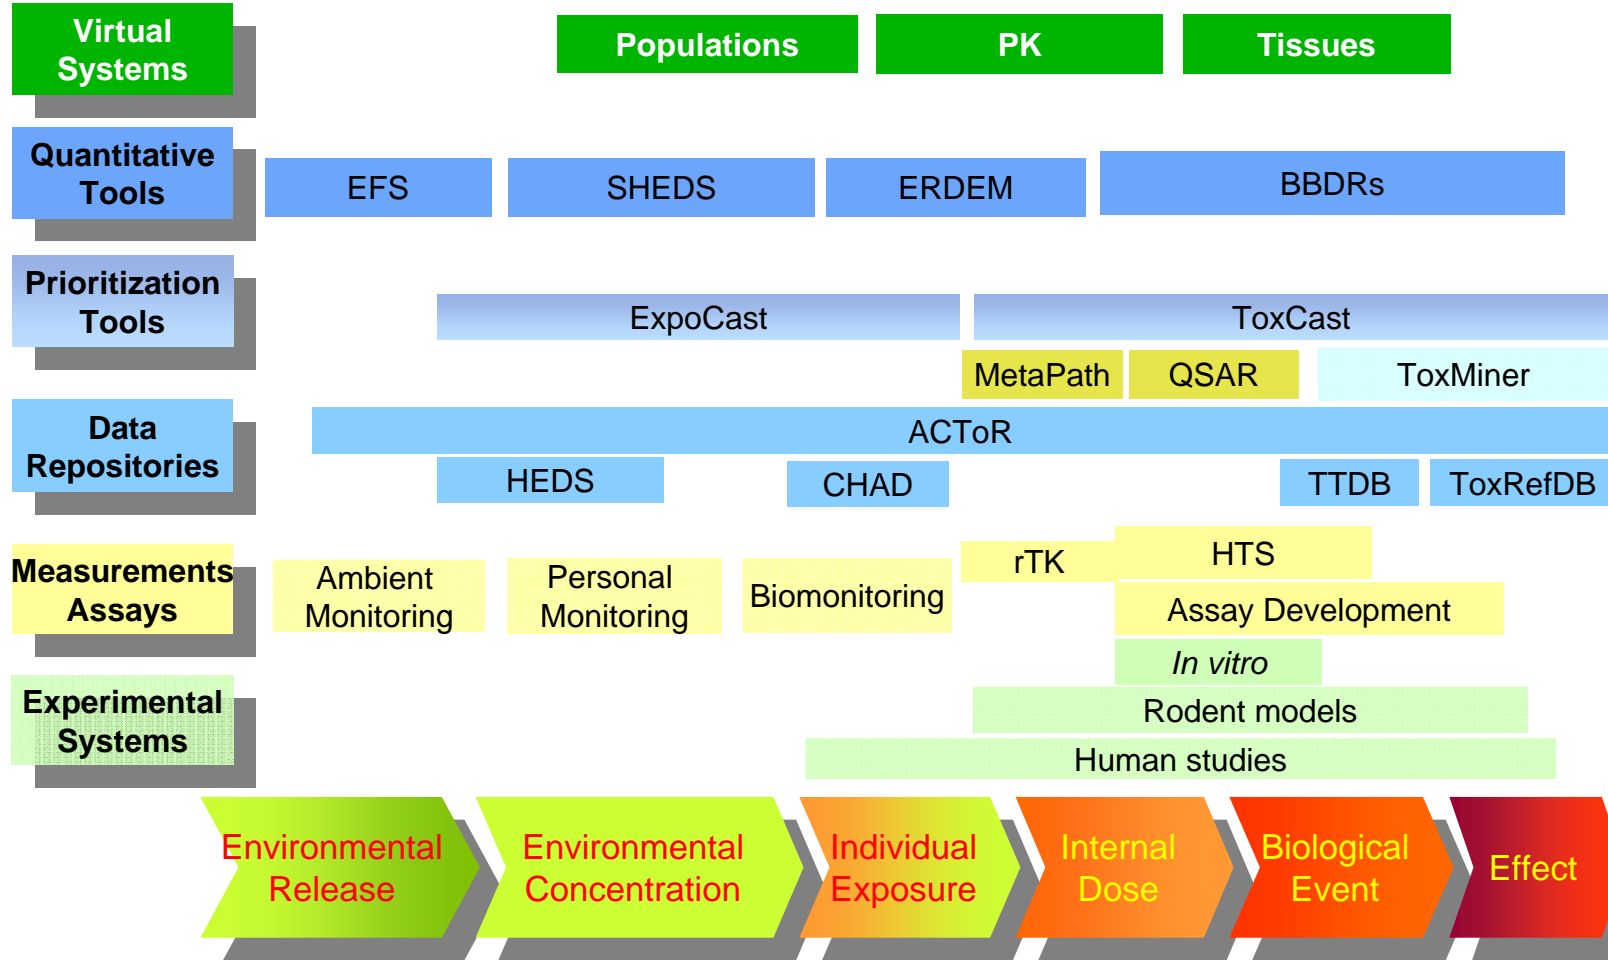 Virtual
Systems
Populations
PK
Tissues
Quantitative
Tools
EFS
SHEDS
ERDEM
BBDRs
Prioritization
Tools
ExpoCast
ToxCast
MetaPath
QSAR
ToxMiner
Data
Repositories
ACToR
HEDS
CHAD
TTDB
ToxRefDB
Measurements
Assays
Ambient
Monitoring
Personal
Monitoring
Biomonitoring
rTK
HTS
Assay Development
Experimental
Systems
In vitro
Rodent models
Human studies
Environmental
Release
Environmental
Concentration
Individual
Exposure
Internal
Dose
Biological
Event
Effect